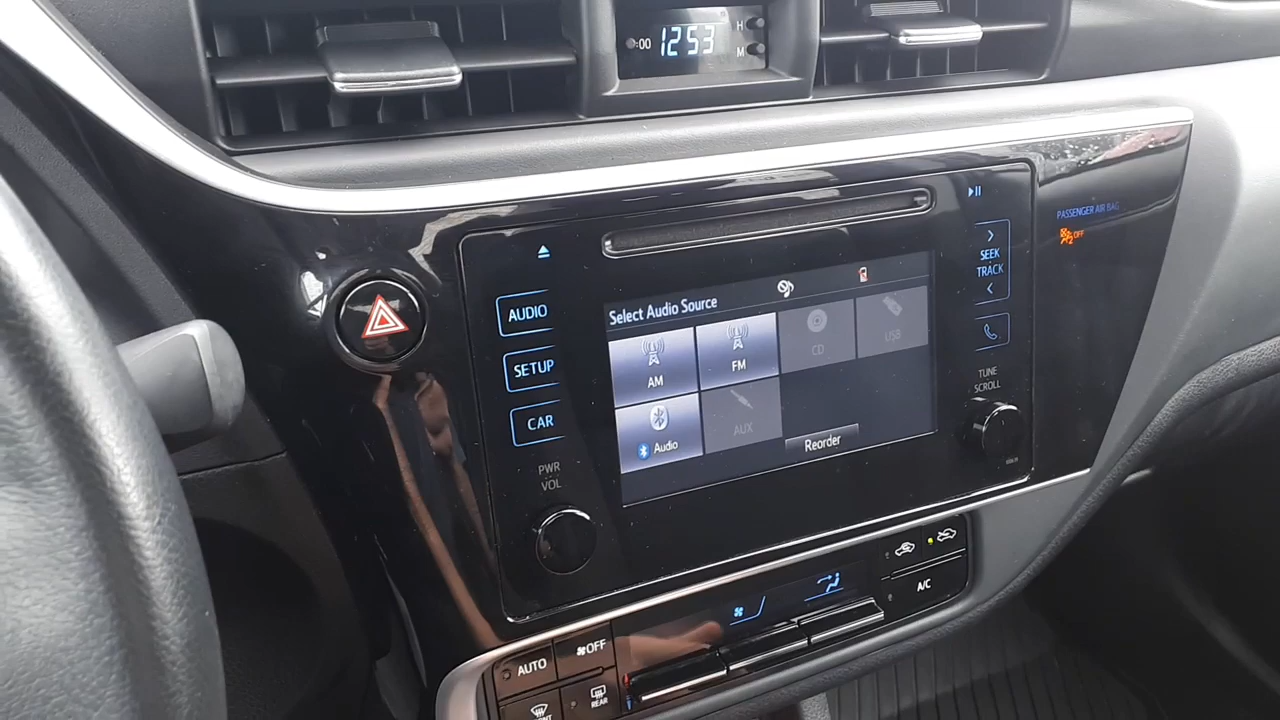 :00 12 53
H
M
PASSENGER AIR BAG
OFF
AUDIO
SETUP
CAR
PWR
VOL
Select Audio Source
AM
FM
CD
USB
Audio
AUX
Reorder
SEEK
TRACK
TUNE
SCROLL
A/C
AUTO
OFF
REAR